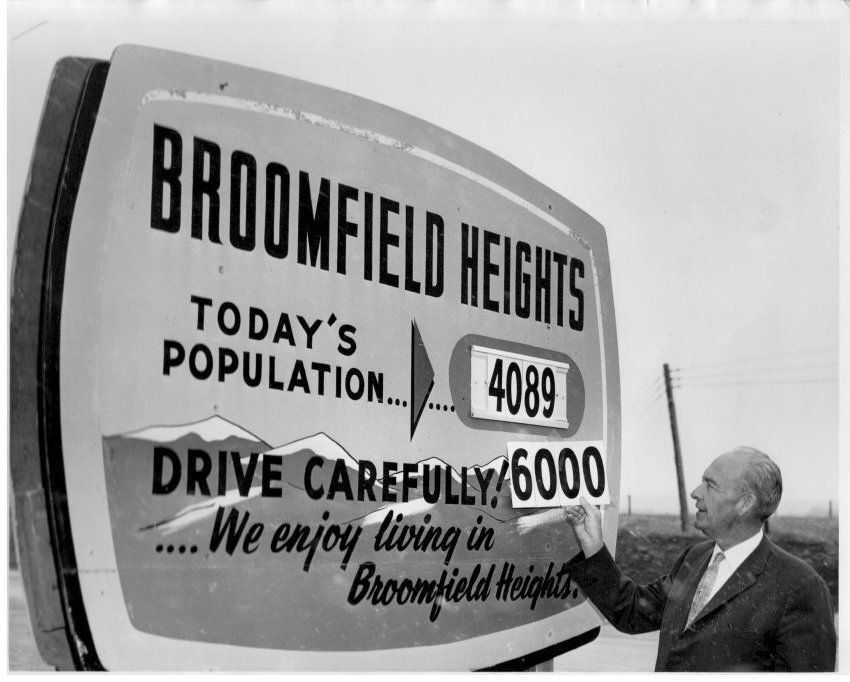 BROOMFIELD HEIGHTS
TODAY'S
POPULATION........
4089
6000
DRIVE CAREFULLY!
....We enjoy living in
Broomfield Heights.